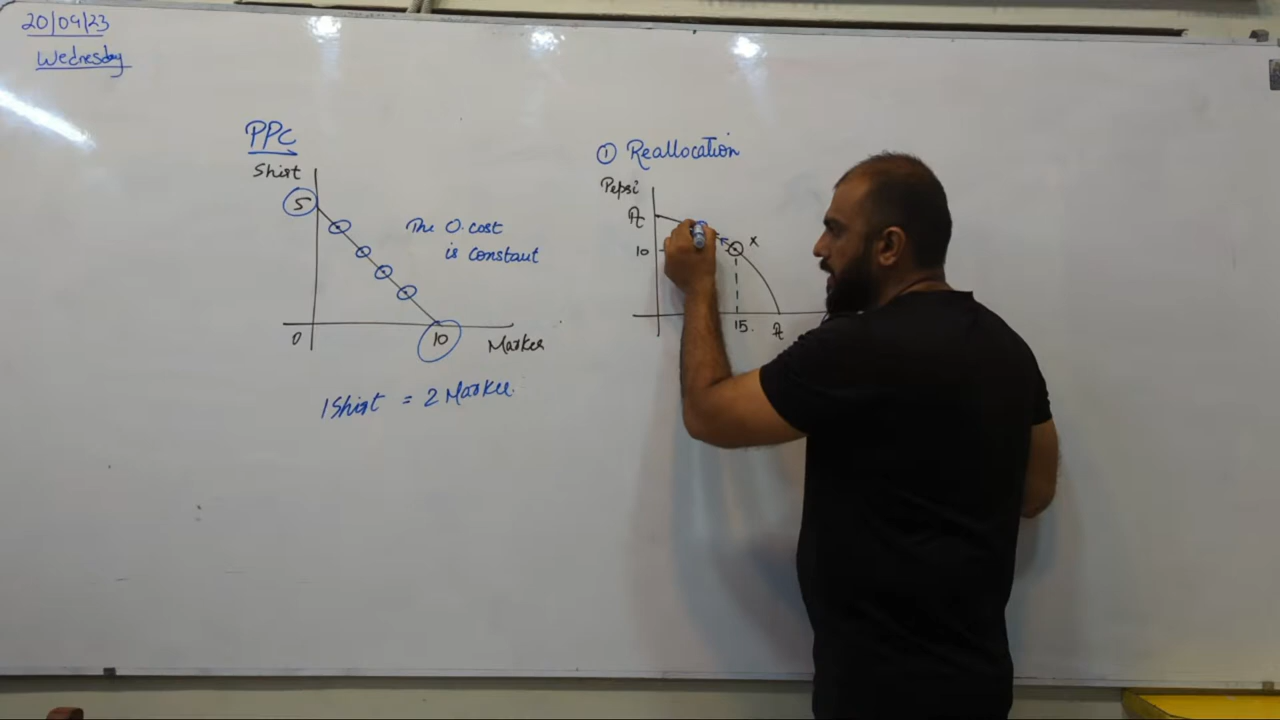 20/09/23
Wednesday
PPC
Shirt
5
The O.cost
is constant
0
10
Marker
1 Shirt = 2 Marker.
① Reallocation
Pepsi
A
10
X
15.
A